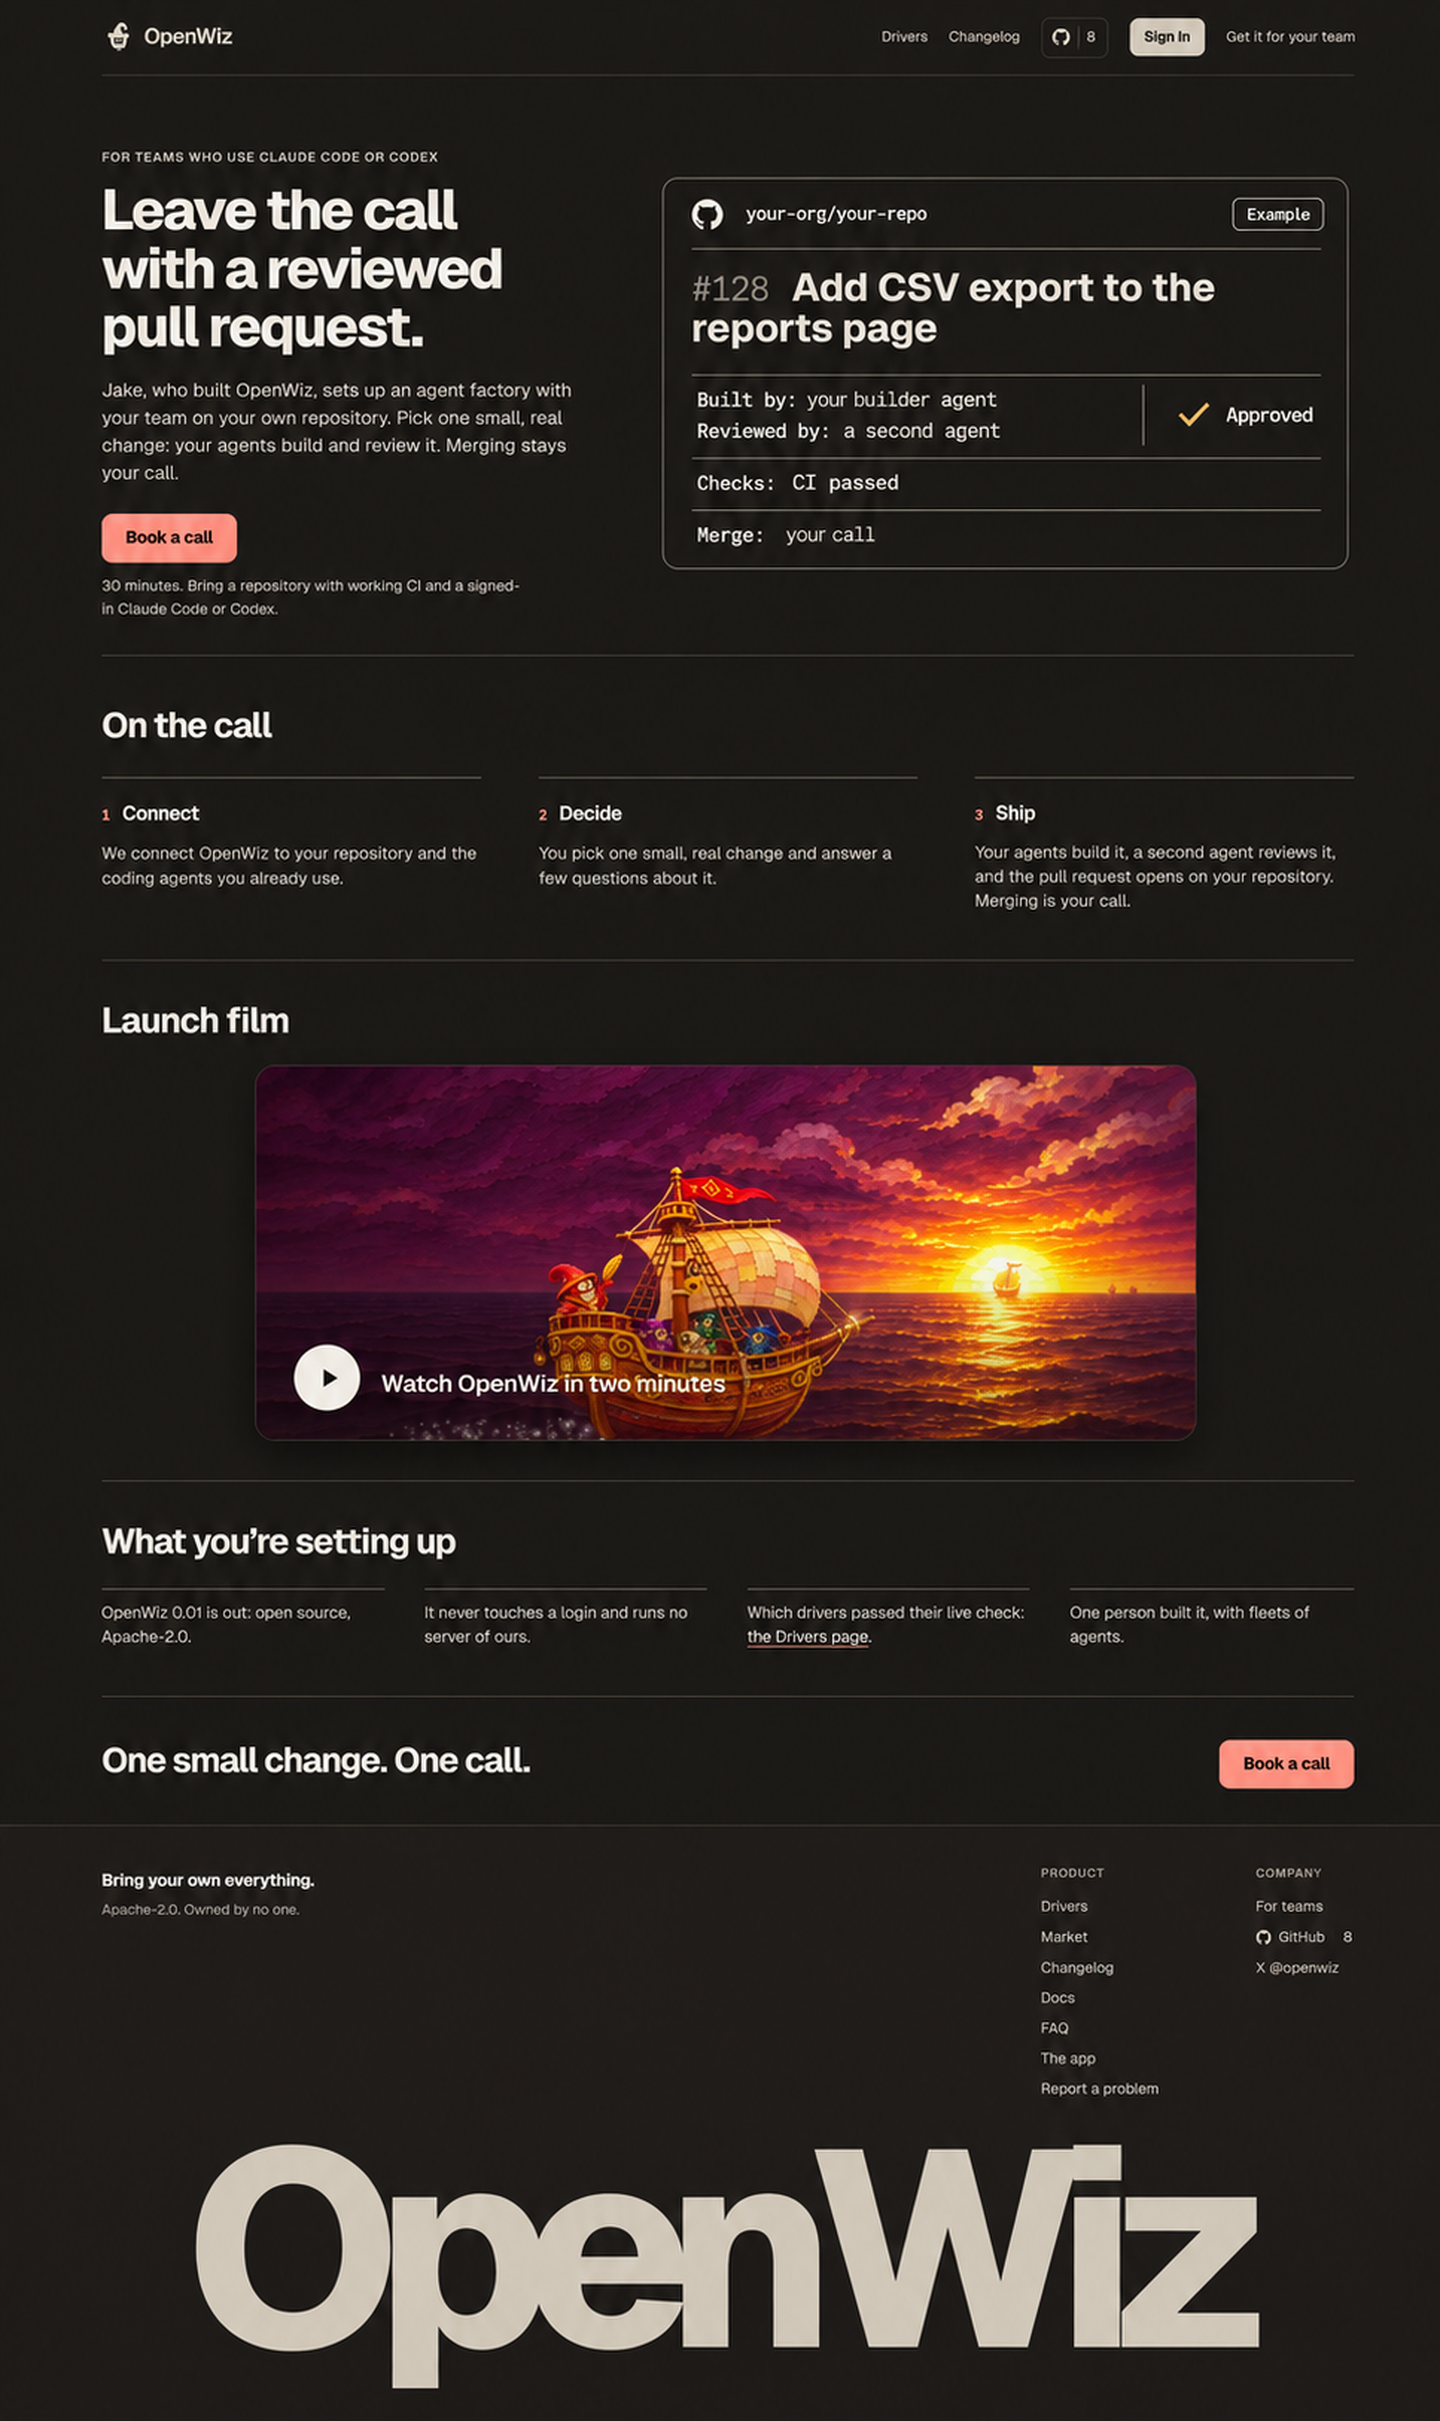 OpenWiz
Drivers
Changelog
8
Sign In
Get it for your team
FOR TEAMS WHO USE CLAUDE CODE OR CODEX
Leave the call
with a reviewed
pull request.
Jake, who built OpenWiz, sets up an agent factory with
your team on your own repository. Pick one small, real
change: your agents build and review it. Merging stays
your call.
Book a call
30 minutes. Bring a repository with working CI and a signed-
in Claude Code or Codex.
your-org/your-repo
Example
#128 Add CSV export to the
reports page
Built by: your builder agent
Reviewed by: a second agent
Approved
Checks: CI passed
Merge: your call
On the call
1 Connect
We connect OpenWiz to your repository and the
coding agents you already use.
2 Decide
You pick one small, real change and answer a
few questions about it.
3 Ship
Your agents build it, a second agent reviews it,
and the pull request opens on your repository.
Merging is your call.
Launch film
Watch OpenWiz in two minutes
What you’re setting up
OpenWiz 0.01 is out: open source,
Apache-2.0.
It never touches a login and runs no
server of ours.
Which drivers passed their live check:
the Drivers page.
One person built it, with fleets of
agents.
One small change. One call.
Book a call
Bring your own everything.
Apache-2.0. Owned by no one.
PRODUCT
Drivers
Market
Changelog
Docs
FAQ
The app
Report a problem
COMPANY
For teams
GitHub 8
X @openwiz
OpenWiz